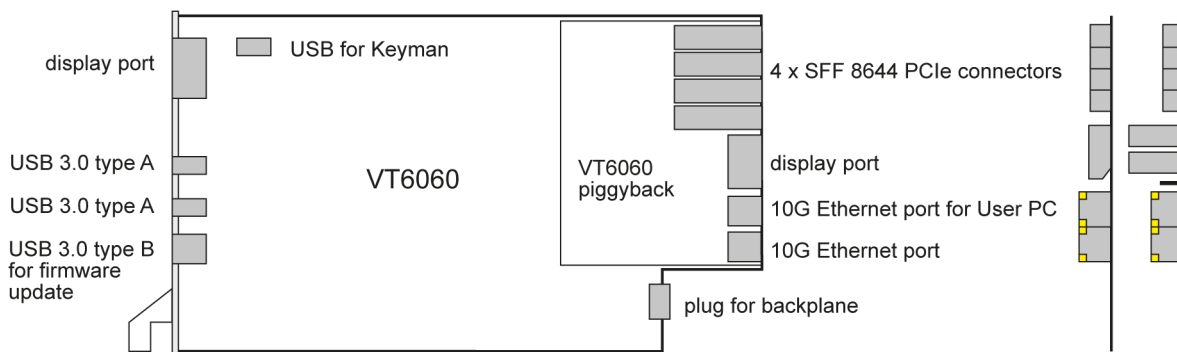 display port
USB for Keyman
4 x SFF 8644 PCIe connectors
USB 3.0 type A
VT6060
VT6060
piggyback
display port
USB 3.0 type A
10G Ethernet port for User PC
USB 3.0 type B
for firmware
update
10G Ethernet port
plug for backplane